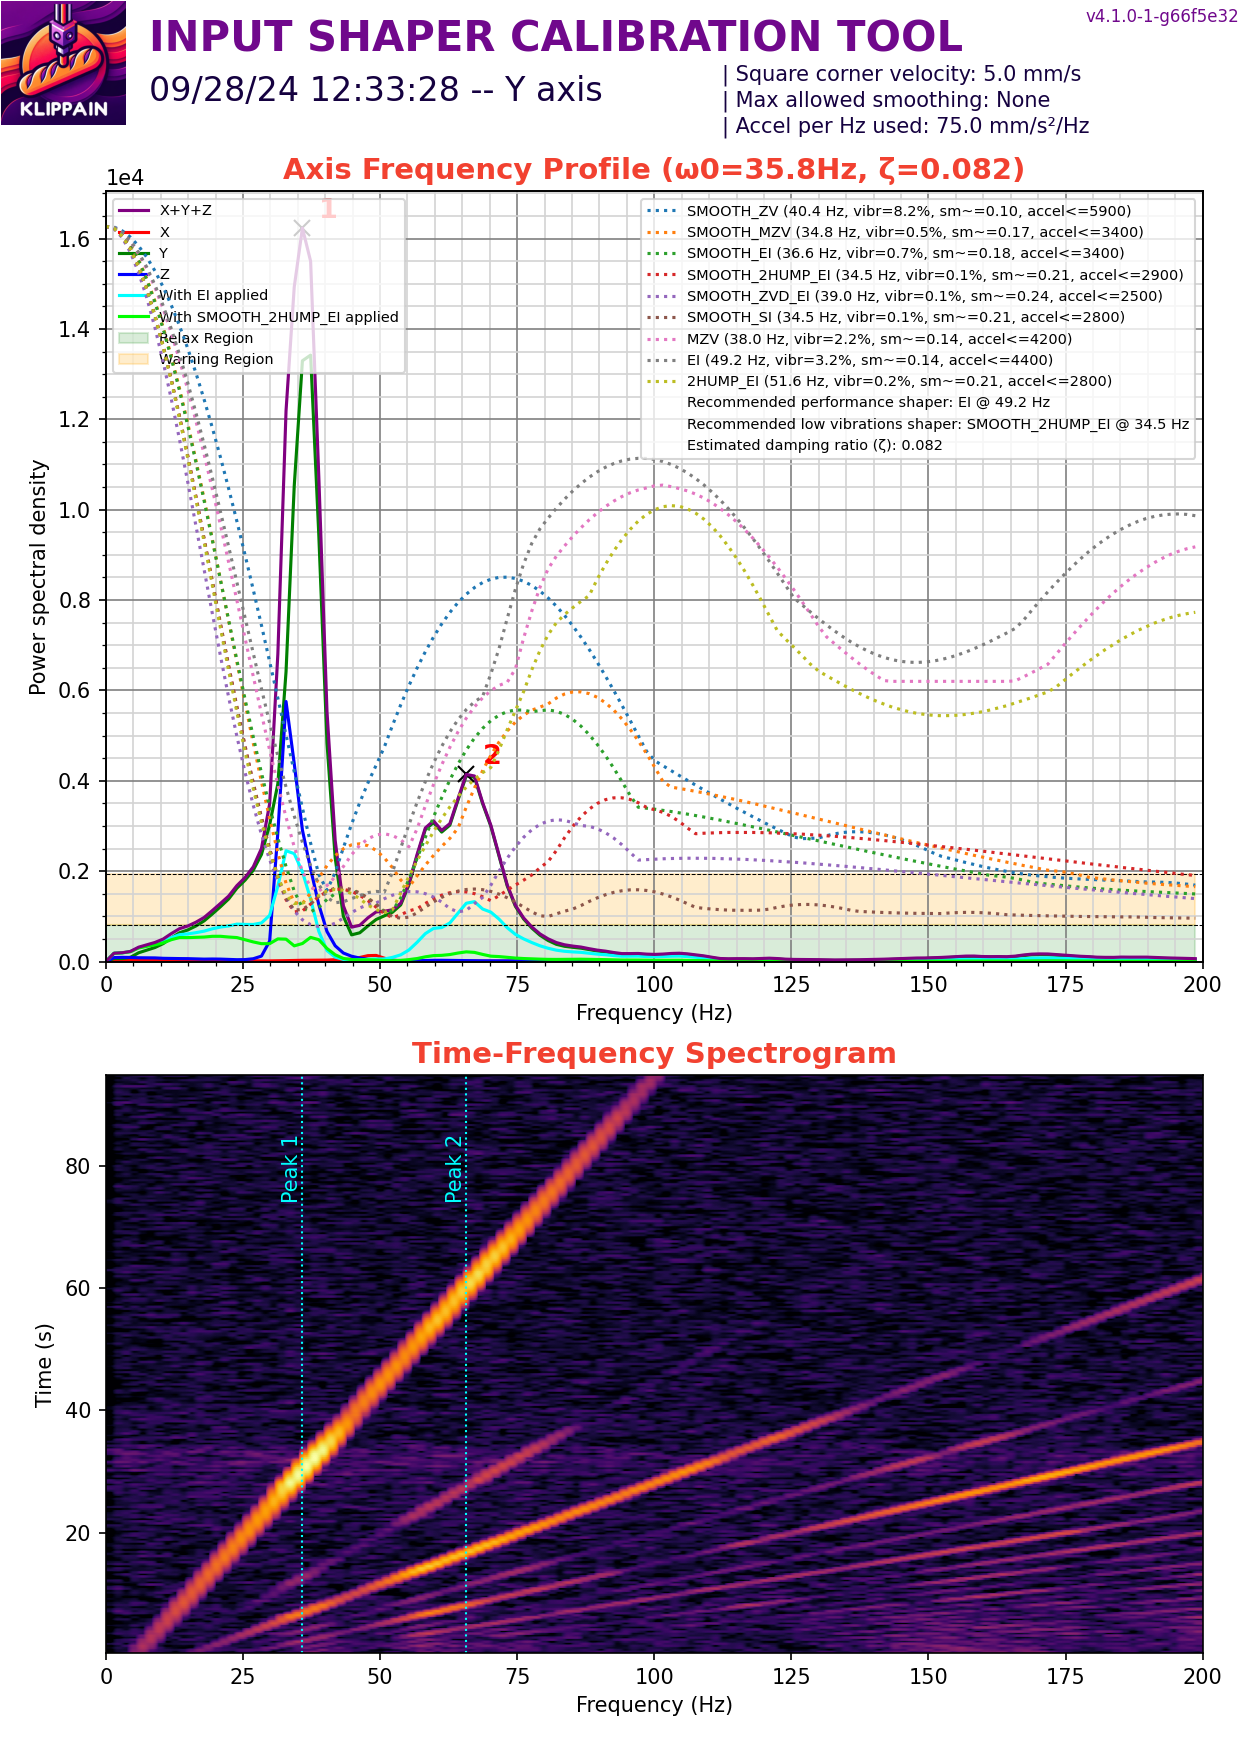 v4.1.0-1-g66f5e32
KLIPPAIN
INPUT SHAPER CALIBRATION TOOL
09/28/24 12:33:28 -- Y axis
| Square corner velocity: 5.0 mm/s
| Max allowed smoothing: None
| Accel per Hz used: 75.0 mm/s²/Hz
Axis Frequency Profile (ω0=35.8Hz, ζ=0.082)
1e4
X+Y+Z
X
Y
Z
With EI applied
With SMOOTH_2HUMP_EI applied
Relax Region
Warning Region
SMOOTH_ZV (40.4 Hz, vibr=8.2%, sm~=0.10, accel<=5900)
SMOOTH_MZV (34.8 Hz, vibr=0.5%, sm~=0.17, accel<=3400)
SMOOTH_EI (36.6 Hz, vibr=0.7%, sm~=0.18, accel<=3400)
SMOOTH_2HUMP_EI (34.5 Hz, vibr=0.1%, sm~=0.21, accel<=2900)
SMOOTH_ZVD_EI (39.0 Hz, vibr=0.1%, sm~=0.24, accel<=2500)
SMOOTH_SI (34.5 Hz, vibr=0.1%, sm~=0.21, accel<=2800)
MZV (38.0 Hz, vibr=2.2%, sm~=0.14, accel<=4200)
EI (49.2 Hz, vibr=3.2%, sm~=0.14, accel<=4400)
2HUMP_EI (51.6 Hz, vibr=0.2%, sm~=0.21, accel<=2800)
Recommended performance shaper: EI @ 49.2 Hz
Recommended low vibrations shaper: SMOOTH_2HUMP_EI @ 34.5 Hz
Estimated damping ratio (ζ): 0.082
1
2
Power spectral density
1.6
1.4
1.2
1.0
0.8
0.6
0.4
0.2
0.0
0 25 50 75 100 125 150 175 200
Frequency (Hz)
Time-Frequency Spectrogram
Peak 1
Peak 2
Time (s)
80
60
40
20
0 25 50 75 100 125 150 175 200
Frequency (Hz)